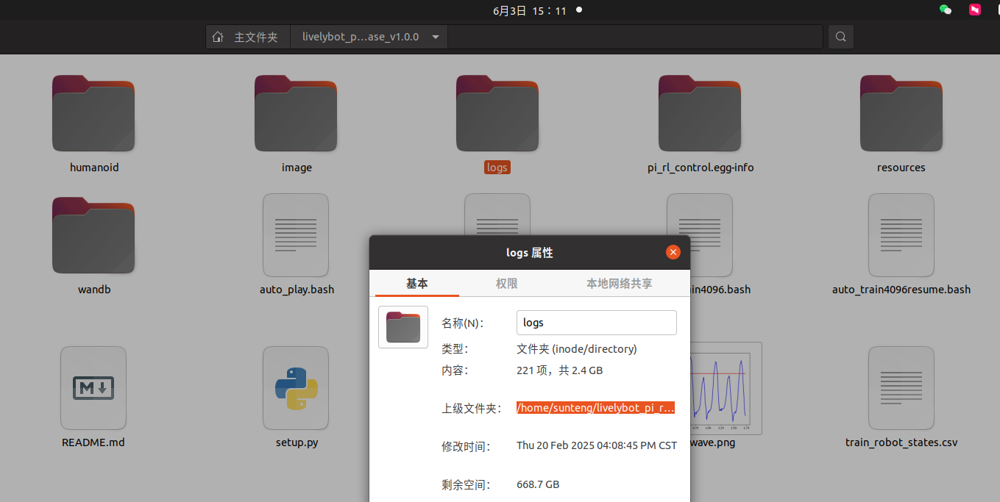 6月3日 15：11
主文件夹 livelybot_p…ase_v1.0.0
humanoid image logs pi_rl_control.egg-info resources
wandb auto_play.bash in4096.bash auto_train4096resume.bash
logs 属性
基本 权限 本地网络共享
名称(N)： logs
类型： 文件夹 (inode/directory)
内容： 221 项，共 2.4 GB
上级文件夹： /home/sunteng/livelybot_pi_r…
修改时间： Thu 20 Feb 2025 04:08:45 PM CST
剩余空间： 668.7 GB
README.md setup.py wave.png train_robot_states.csv